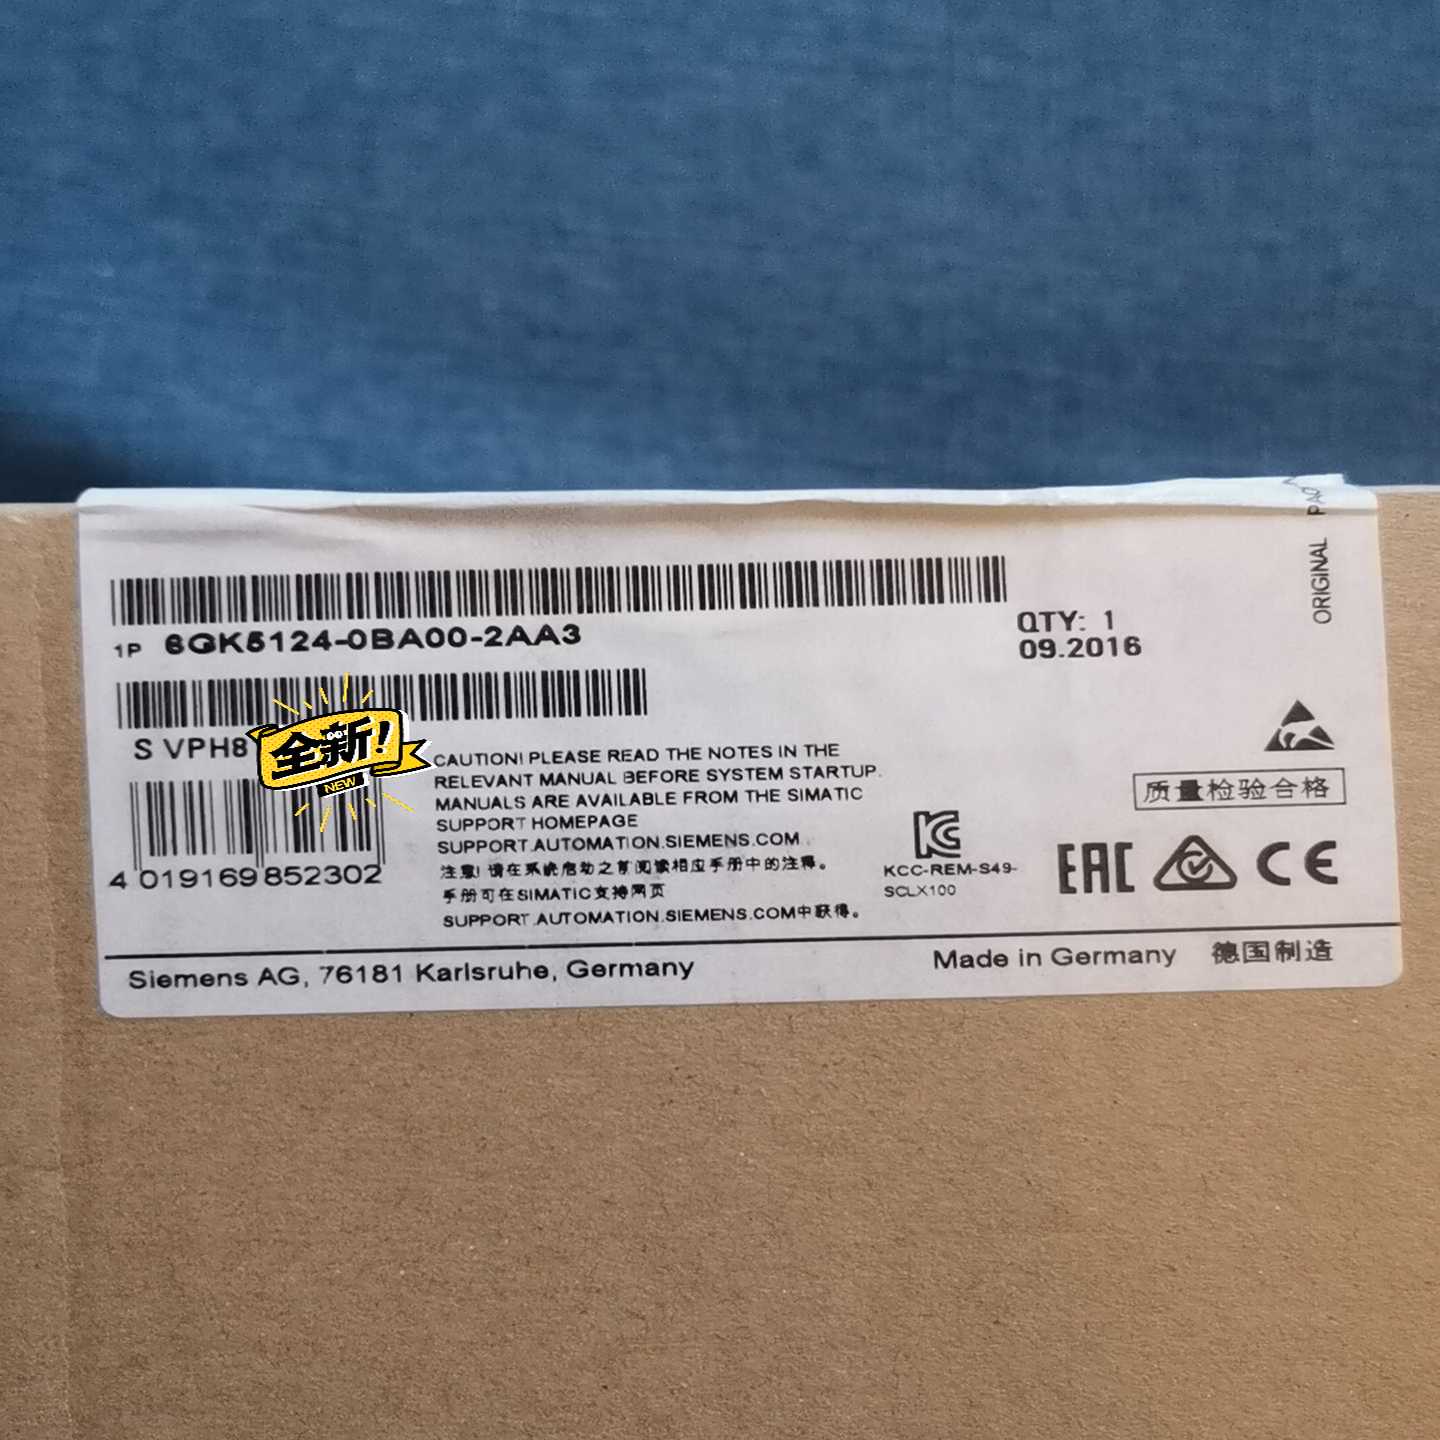 ORIGINAL
1P 6GK5124-0BA00-2AA3
QTY: 1
09.2016
S VPH8
全新!
NEW
4 019169 852302
CAUTION! PLEASE READ THE NOTES IN THE
RELEVANT MANUAL BEFORE SYSTEM STARTUP.
MANUALS ARE AVAILABLE FROM THE SIMATIC
SUPPORT HOMEPAGE
SUPPORT.AUTOMATION.SIEMENS.COM
注意! 请在系统启动之前阅读相应手册中的注释。
手册可在SIMATIC支持网页
SUPPORT.AUTOMATION.SIEMENS.COM中获得。
KCC-REM-S49-
SCLX100
质量检验合格
EAC
CE
Siemens AG, 76181 Karlsruhe, Germany
Made in Germany 德国制造